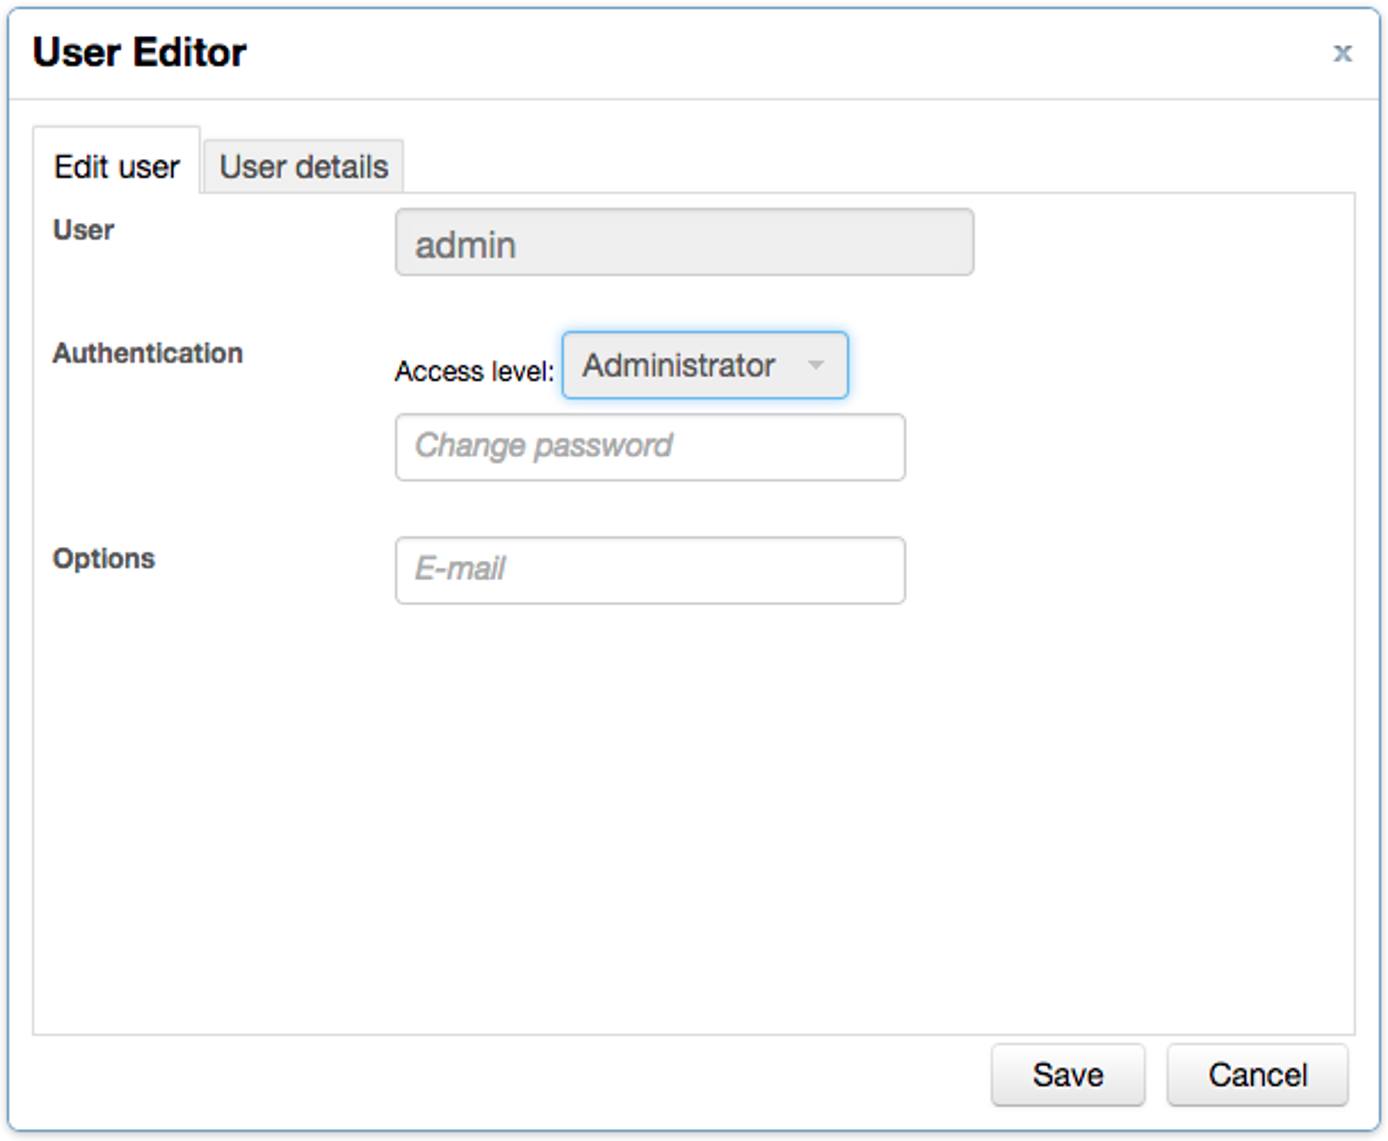 User Editor
x
Edit user
User details
User
admin
Authentication
Access level:
Administrator
Change password
Options
E-mail
Save
Cancel